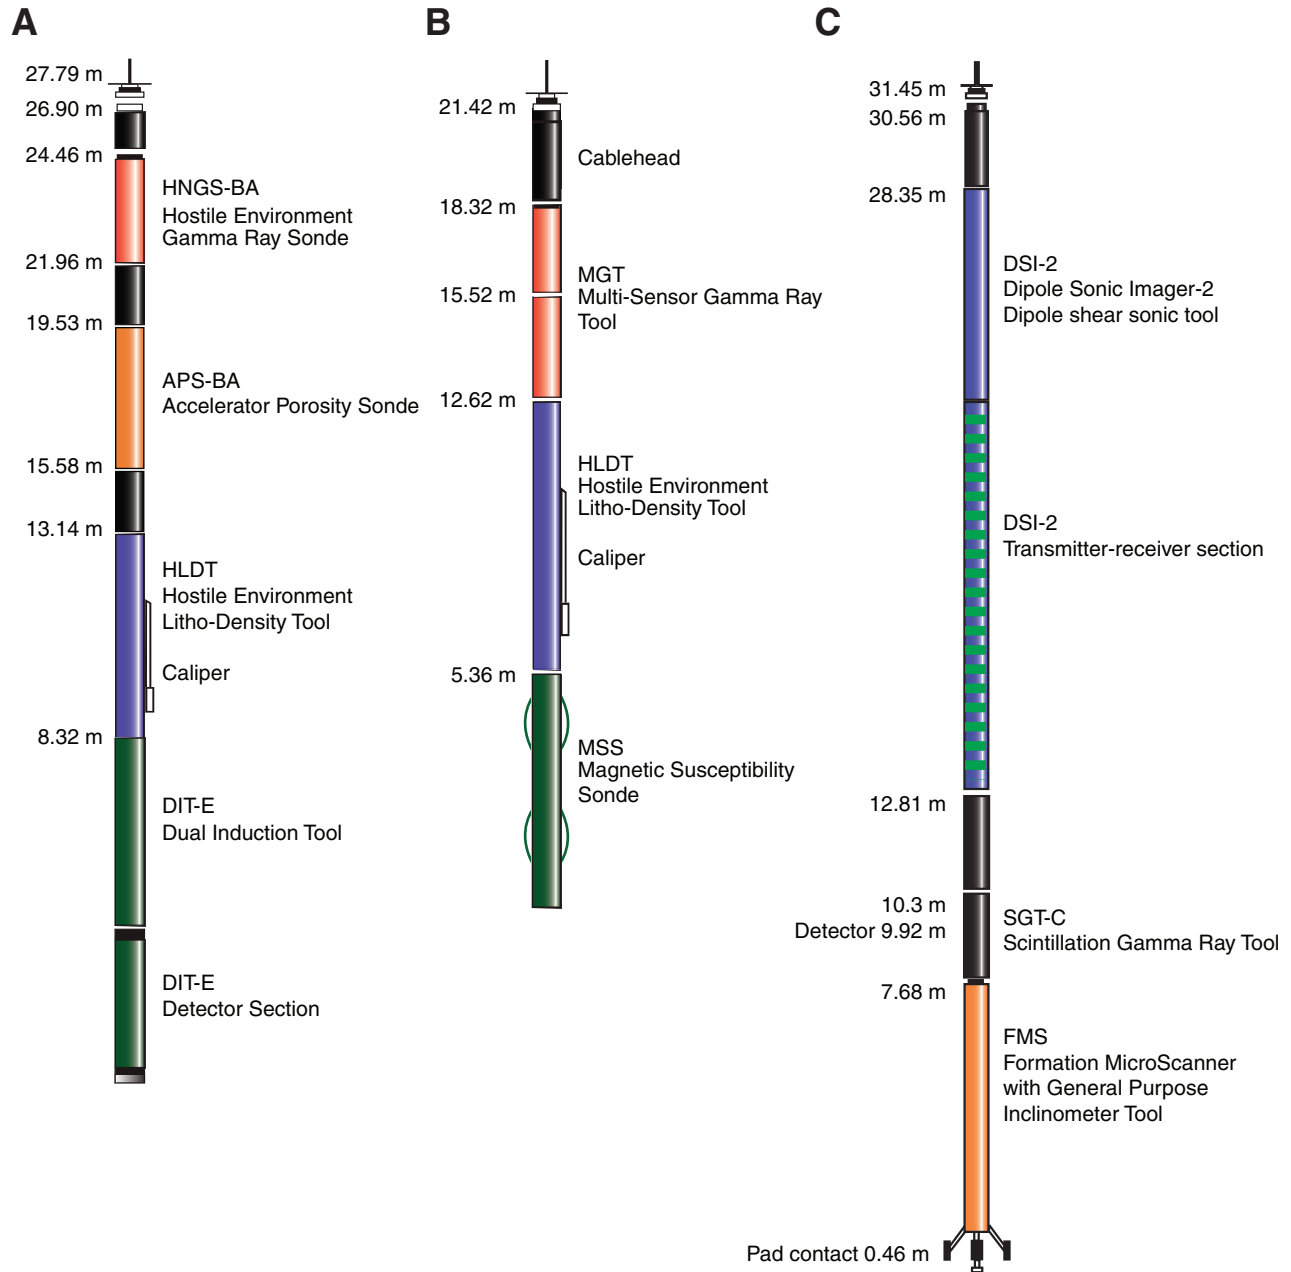 A
27.79 m
26.90 m
24.46 m
HNGS-BA
Hostile Environment
Gamma Ray Sonde
21.96 m
19.53 m
APS-BA
Accelerator Porosity Sonde
15.58 m
13.14 m
HLDT
Hostile Environment
Litho-Density Tool
Caliper
8.32 m
DIT-E
Dual Induction Tool
DIT-E
Detector Section
B
21.42 m
Cablehead
18.32 m
MGT
Multi-Sensor Gamma Ray
Tool
15.52 m
12.62 m
HLDT
Hostile Environment
Litho-Density Tool
Caliper
5.36 m
MSS
Magnetic Susceptibility
Sonde
C
31.45 m
30.56 m
28.35 m
DSI-2
Dipole Sonic Imager-2
Dipole shear sonic tool
DSI-2
Transmitter-receiver section
12.81 m
10.3 m
Detector 9.92 m
SGT-C
Scintillation Gamma Ray Tool
7.68 m
FMS
Formation MicroScanner
with General Purpose
Inclinometer Tool
Pad contact 0.46 m